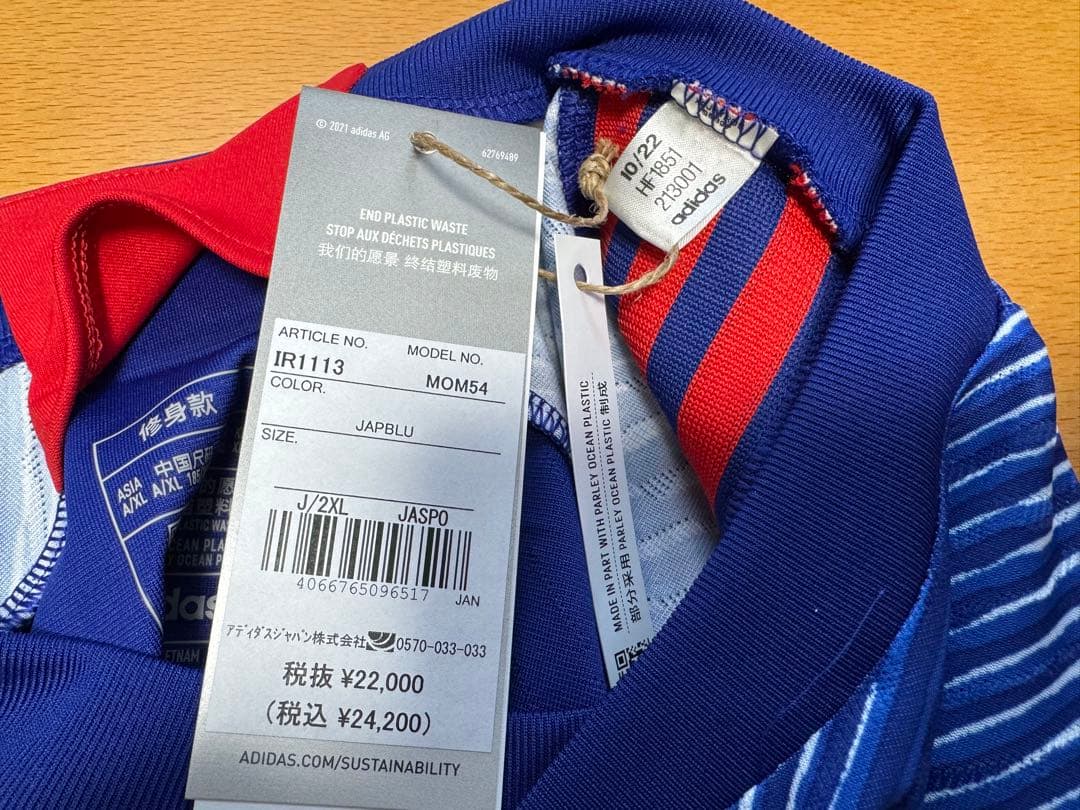 © 2021 adidas AG
62769489
END PLASTIC WASTE
STOP AUX DÉCHETS PLASTIQUES
我们的愿景 终结塑料废物
ARTICLE NO.
MODEL NO.
IR1113
MOM54
COLOR.
JAPBLU
SIZE.
J/2XL
JASPO
4066765096517
JAN
アディダスジャパン株式会社
0570-033-033
税抜 ¥22,000
(税込 ¥24,200)
ADIDAS.COM/SUSTAINABILITY
10/22
HF1851
213001
adidas
MADE IN PART WITH PARLEY OCEAN PLASTIC
部分采用 PARLEY OCEAN PLASTIC 制成
修身款
ASIA
A/XL
中国尺
A/XL